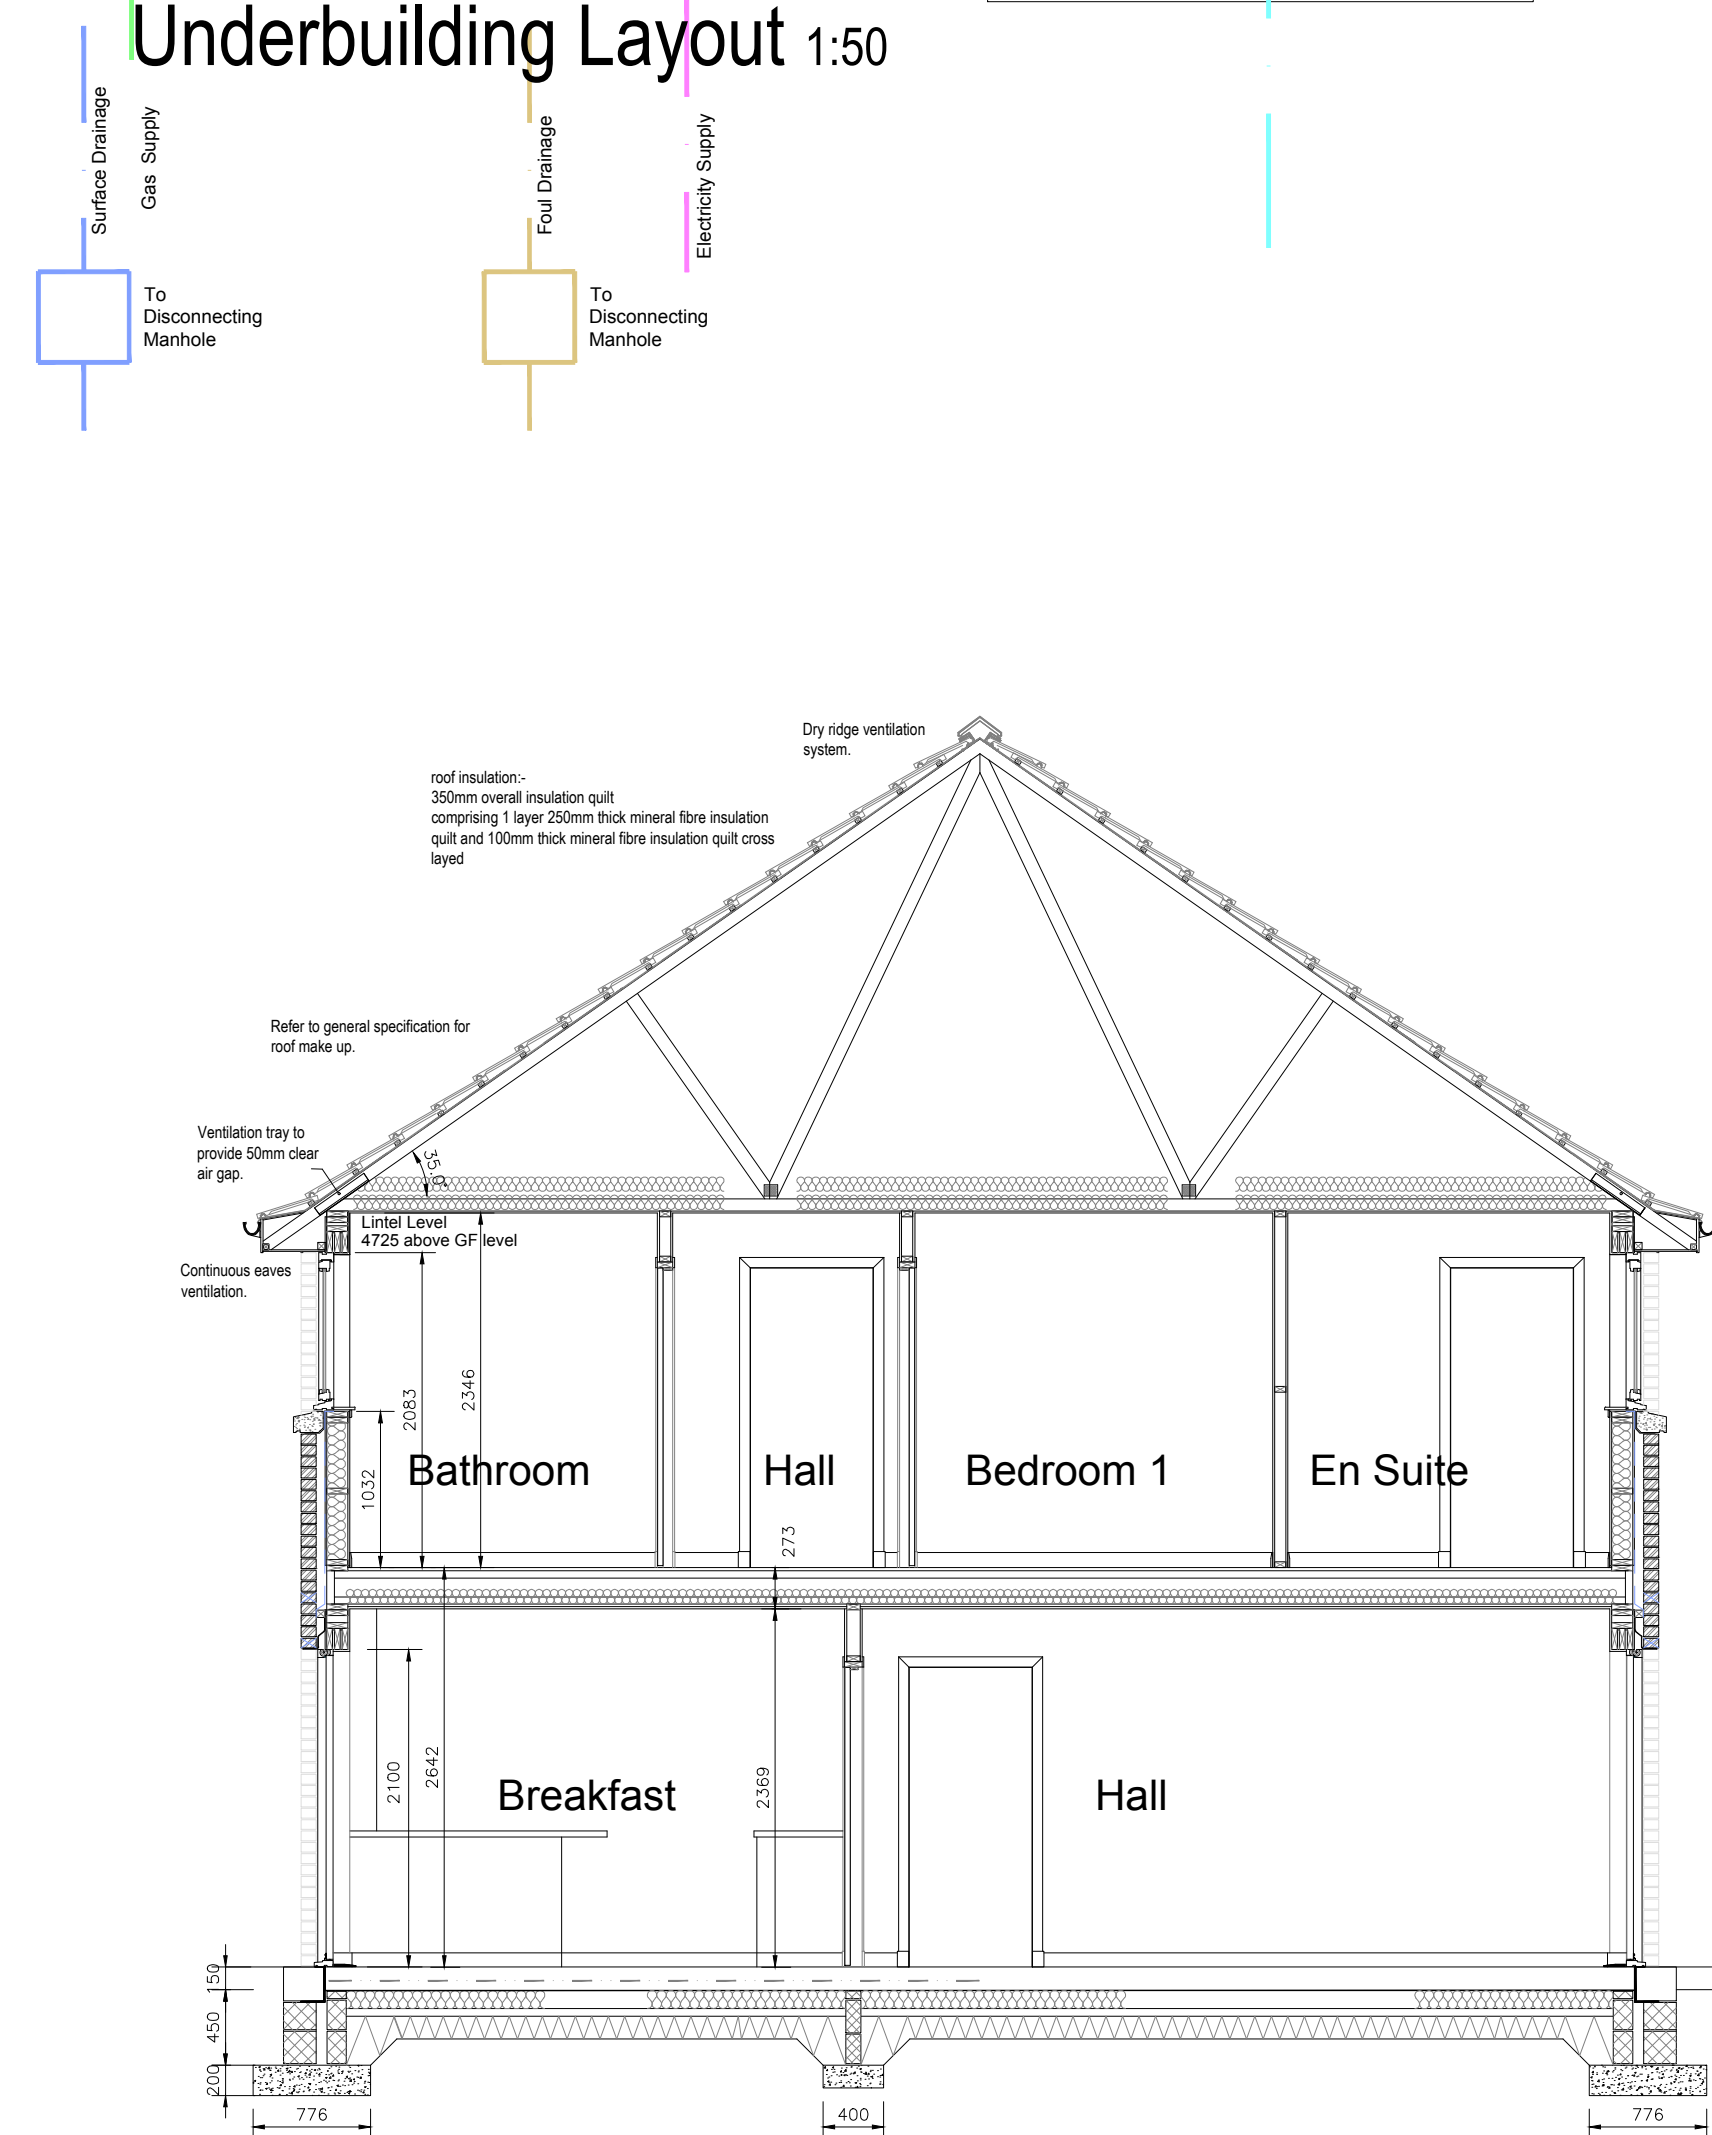 Underbuilding Layout 1:50
Surface Drainage
Gas Supply
Foul Drainage
Electricity Supply
To
Disconnecting
Manhole
To
Disconnecting
Manhole
Dry ridge ventilation
system.
roof insulation:-
350mm overall insulation quilt
comprising 1 layer 250mm thick mineral fibre insulation
quilt and 100mm thick mineral fibre insulation quilt cross
layed
Refer to general specification for
roof make up.
Ventilation tray to
provide 50mm clear
air gap.
35.0°
Lintel Level
4725 above GF level
Continuous eaves
ventilation.
2346
2083
1032
Bathroom
Hall
Bedroom 1
En Suite
273
2100
2642
2369
Breakfast
Hall
150
450
200
776
400
776